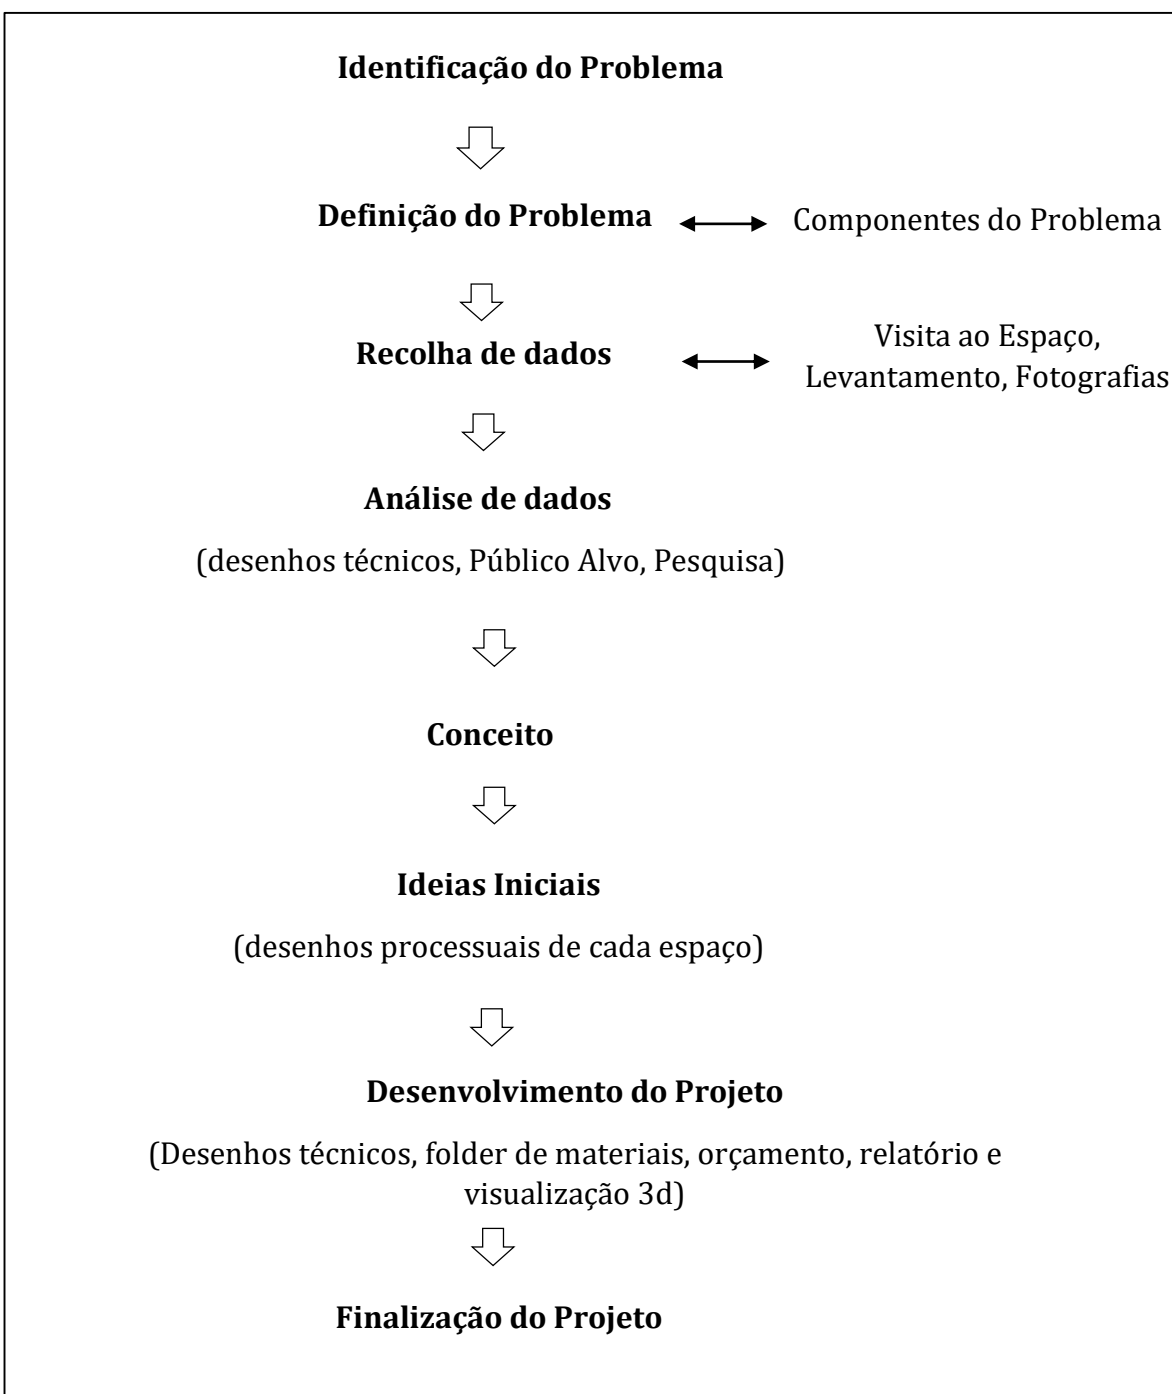 Identificação do Problema
Definição do Problema
Componentes do Problema
Recolha de dados
Visita ao Espaço,
Levantamento, Fotografias
Análise de dados
(desenhos técnicos, Público Alvo, Pesquisa)
Conceito
Ideias Iniciais
(desenhos processuais de cada espaço)
Desenvolvimento do Projeto
(Desenhos técnicos, folder de materiais, orçamento, relatório e
visualização 3d)
Finalização do Projeto